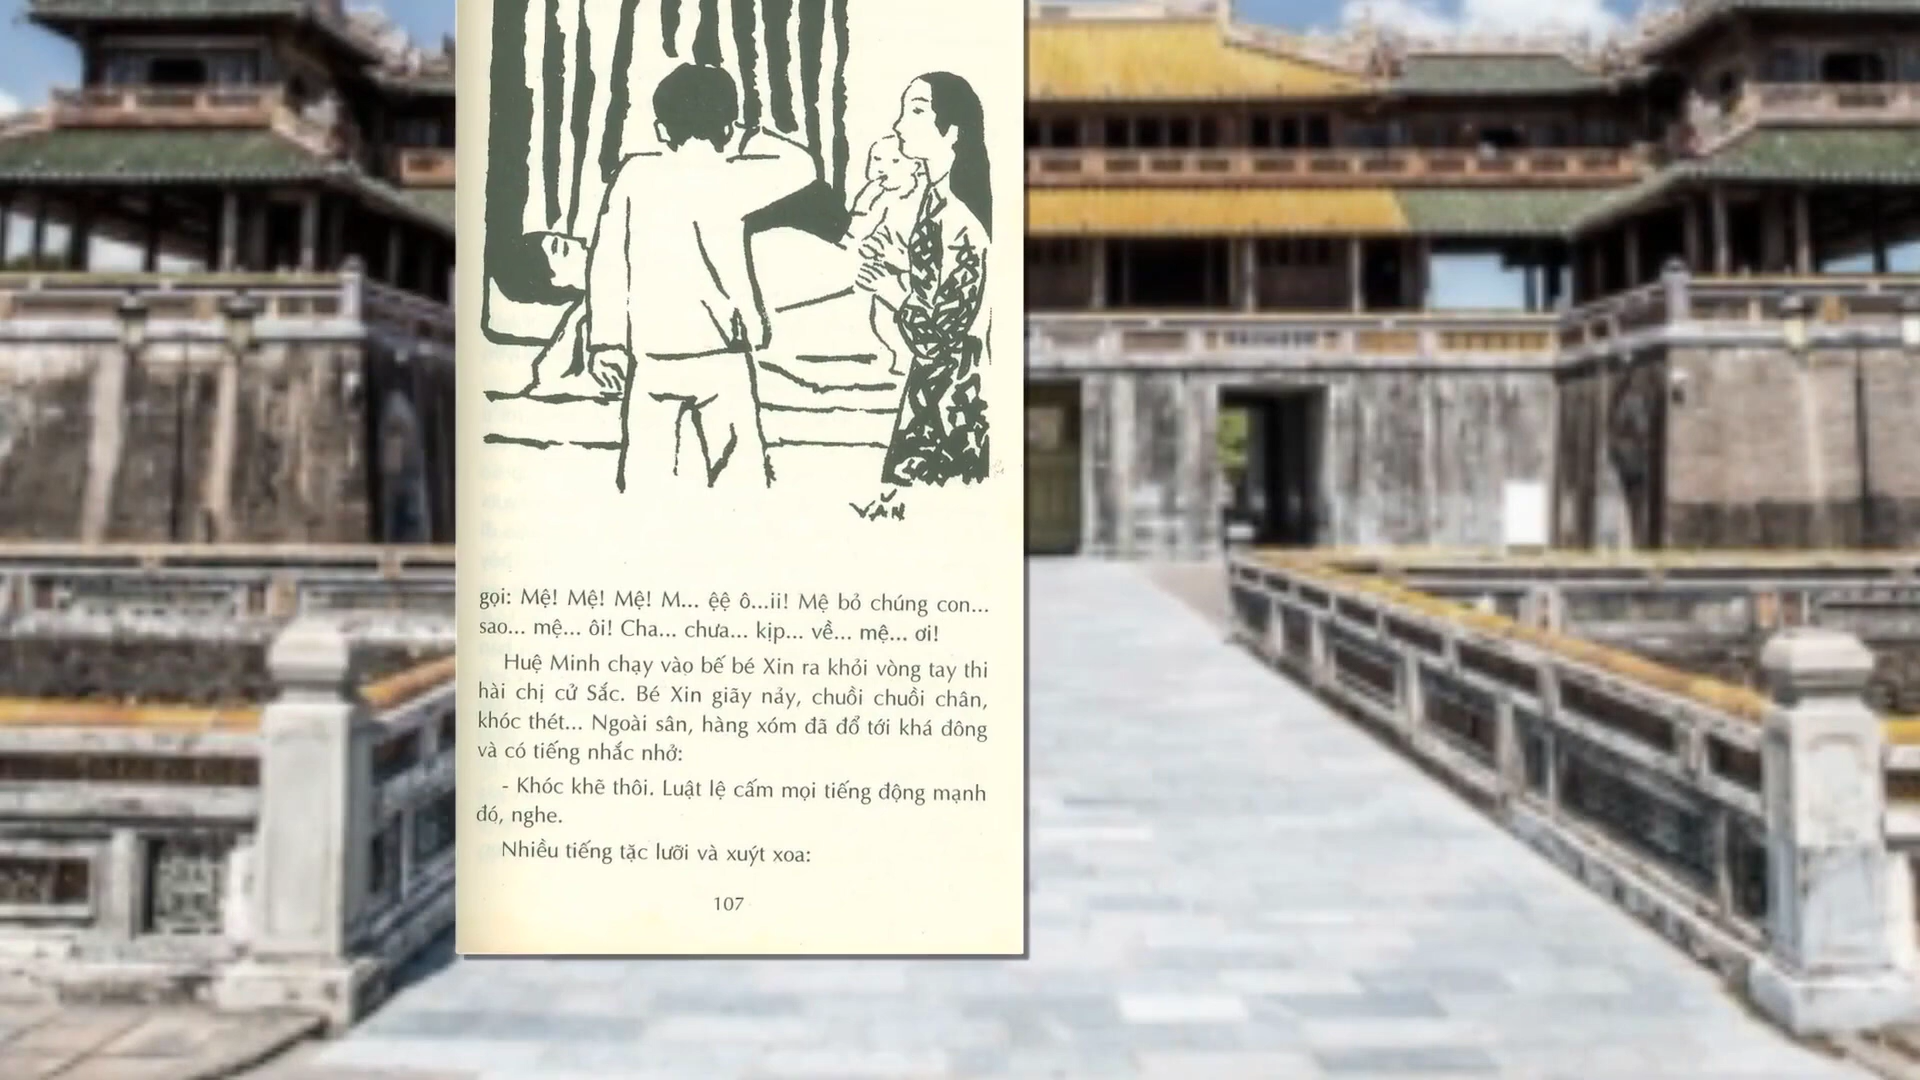 VĂN
gọi: Mệ! Mệ! Mệ! M... ệệ ô...ii! Mệ bỏ chúng con...
sao... mệ... ôi! Cha... chưa... kịp... về... mệ... ơi!
Huệ Minh chạy vào bế bé Xin ra khỏi vòng tay thi
hài chị cử Sắc. Bé Xin giãy nảy, chuồi chuồi chân,
khóc thét... Ngoài sân, hàng xóm đã đổ tới khá đông
và có tiếng nhắc nhở:
- Khóc khẽ thôi. Luật lệ cấm mọi tiếng động mạnh
đó, nghe.
Nhiều tiếng tặc lưỡi và xuýt xoa:
107